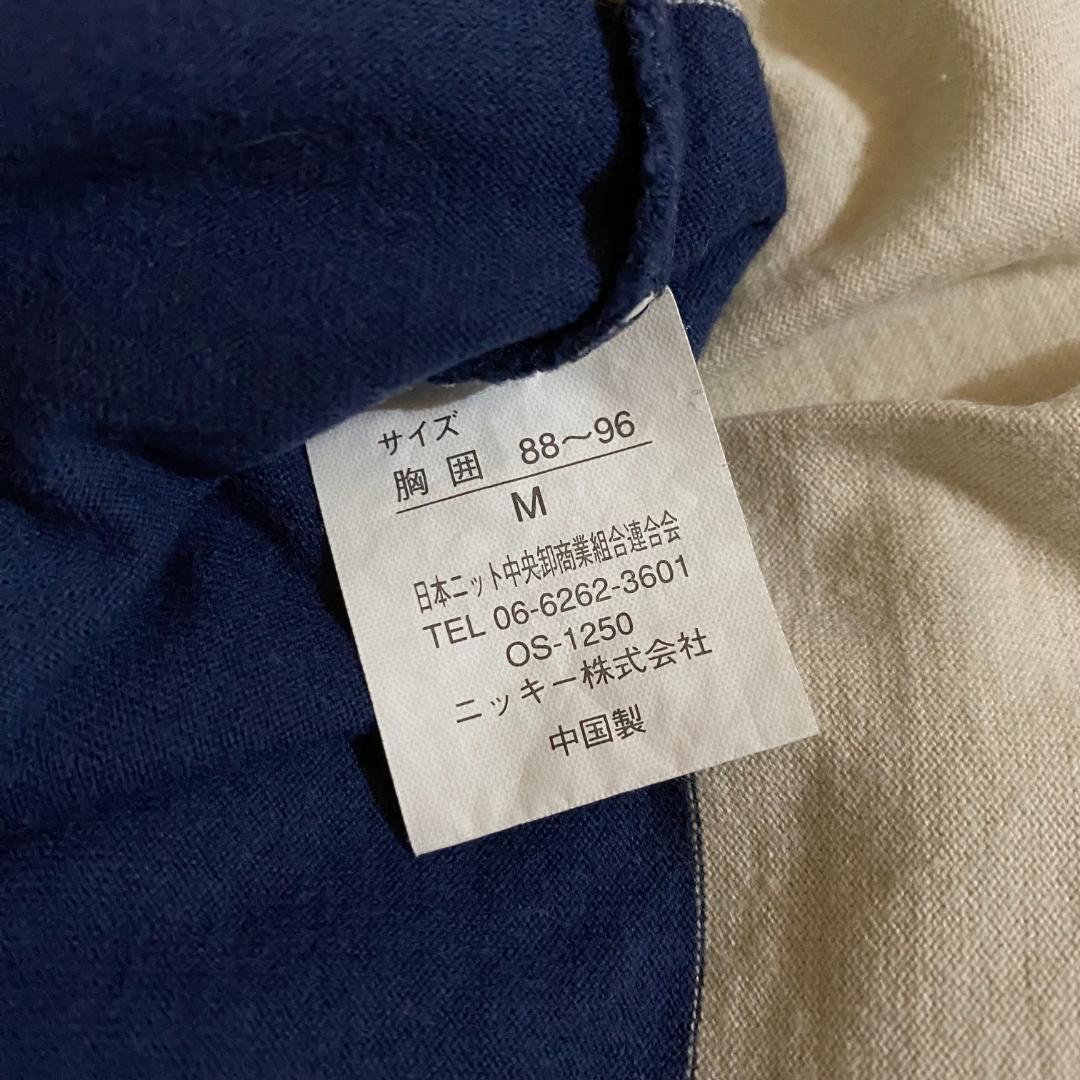 サイズ
胸 囲 88～96
M
日本ニット中央卸商業組合連合会
TEL 06-6262-3601
OS-1250
ニッキー株式会社
中国製